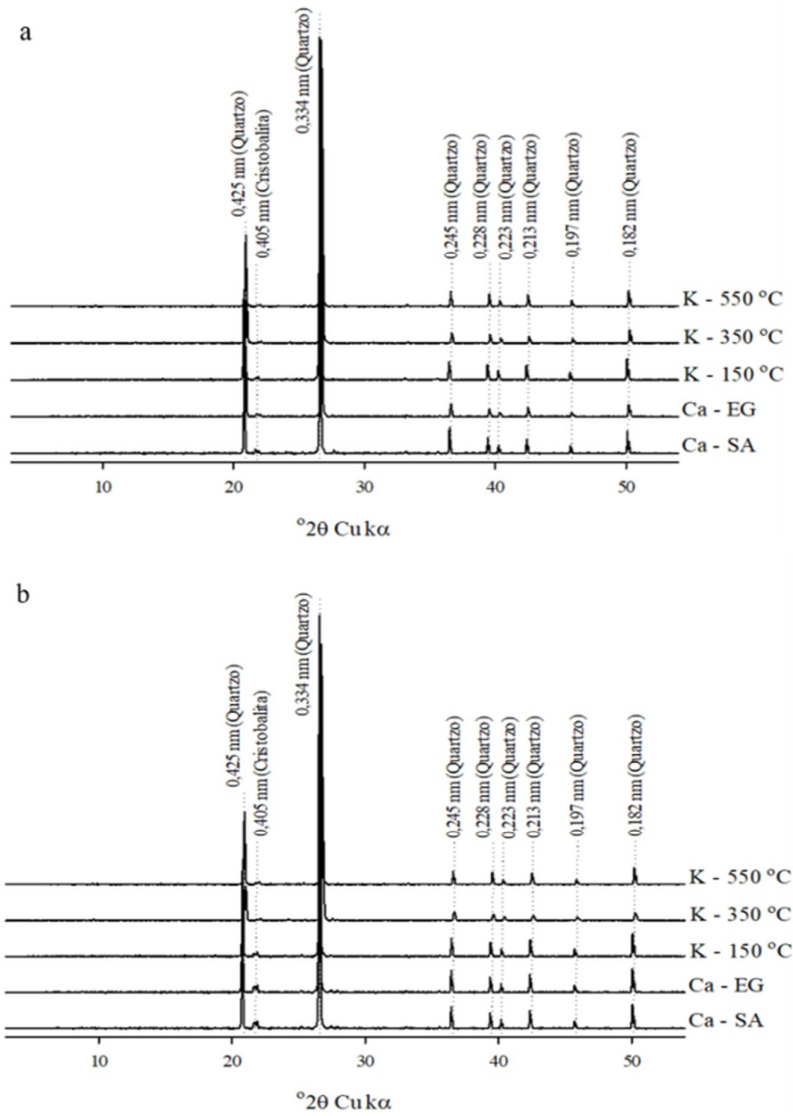 a
0,425 nm (Quartzo)
0,405 nm (Cristobalita)
0,334 nm (Quartzo)
0,245 nm (Quartzo)
0,228 nm (Quartzo)
0,223 nm (Quartzo)
0,213 nm (Quartzo)
0,197 nm (Quartzo)
0,182 nm (Quartzo)
K - 550 °C
K - 350 °C
K - 150 °C
Ca - EG
Ca - SA
10 20 30 40 50
°2θ Cu kα
b
0,425 nm (Quartzo)
0,405 nm (Cristobalita)
0,334 nm (Quartzo)
0,245 nm (Quartzo)
0,228 nm (Quartzo)
0,223 nm (Quartzo)
0,213 nm (Quartzo)
0,197 nm (Quartzo)
0,182 nm (Quartzo)
K - 550 °C
K - 350 °C
K - 150 °C
Ca - EG
Ca - SA
10 20 30 40 50
°2θ Cu kα